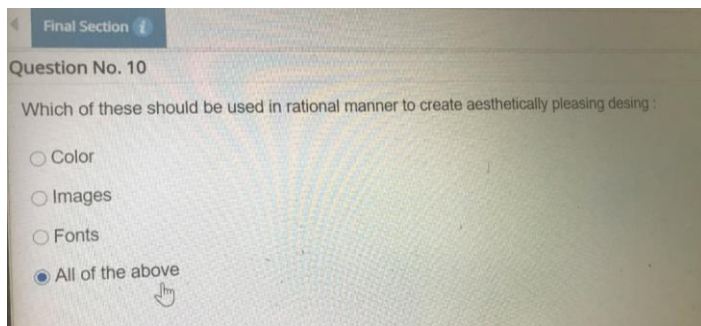 Final Section i
Question No. 10
Which of these should be used in rational manner to create aesthetically pleasing desing :
Color
Images
Fonts
All of the above